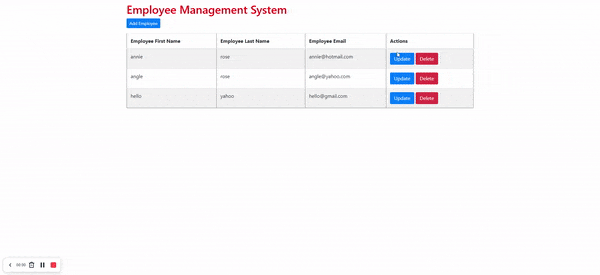 Employee Management System
Add Employee
Employee First Name Employee Last Name Employee Email Actions
annie rose annie@hotmail.com Update Delete
angle rose angle@yahoo.com Update Delete
hello yahoo hello@gmail.com Update Delete
00:00